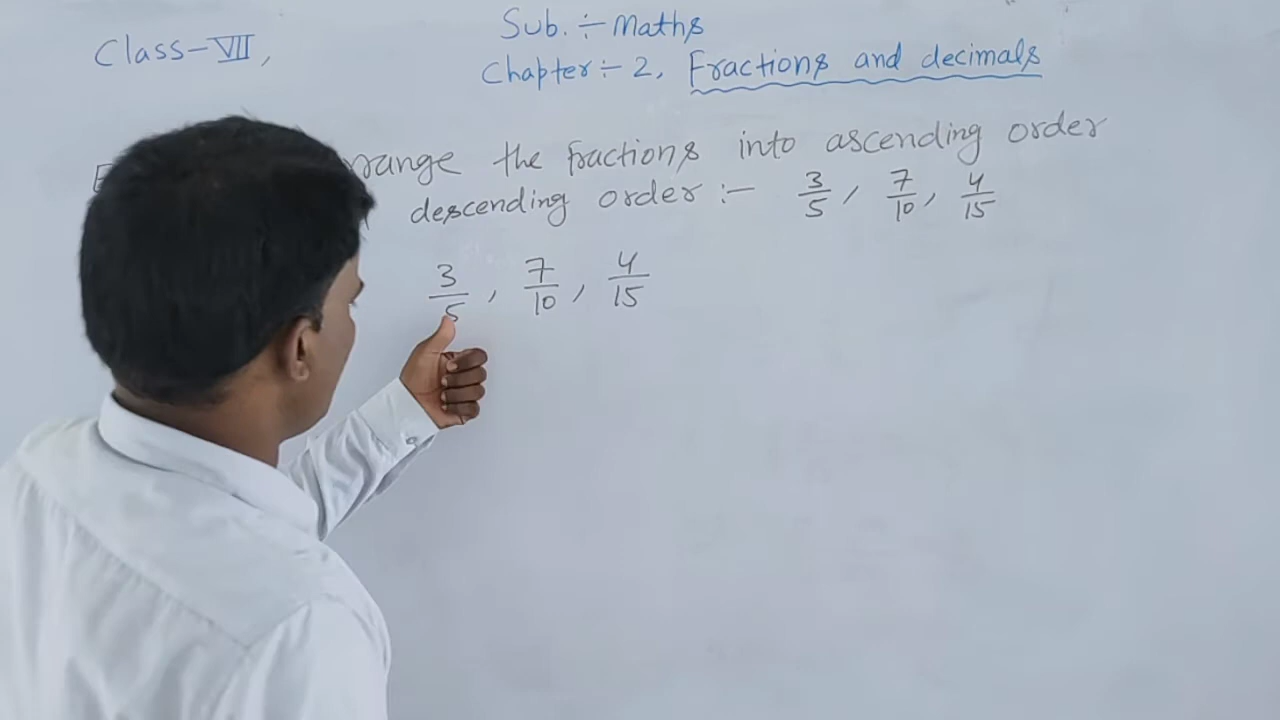 Class-VII,
Sub. ÷ Maths
Chapter :- 2, Fractions and decimals
the fractions into ascending order
descending order :- 3/5, 7/10, 4/15
3/5, 7/10, 4/15